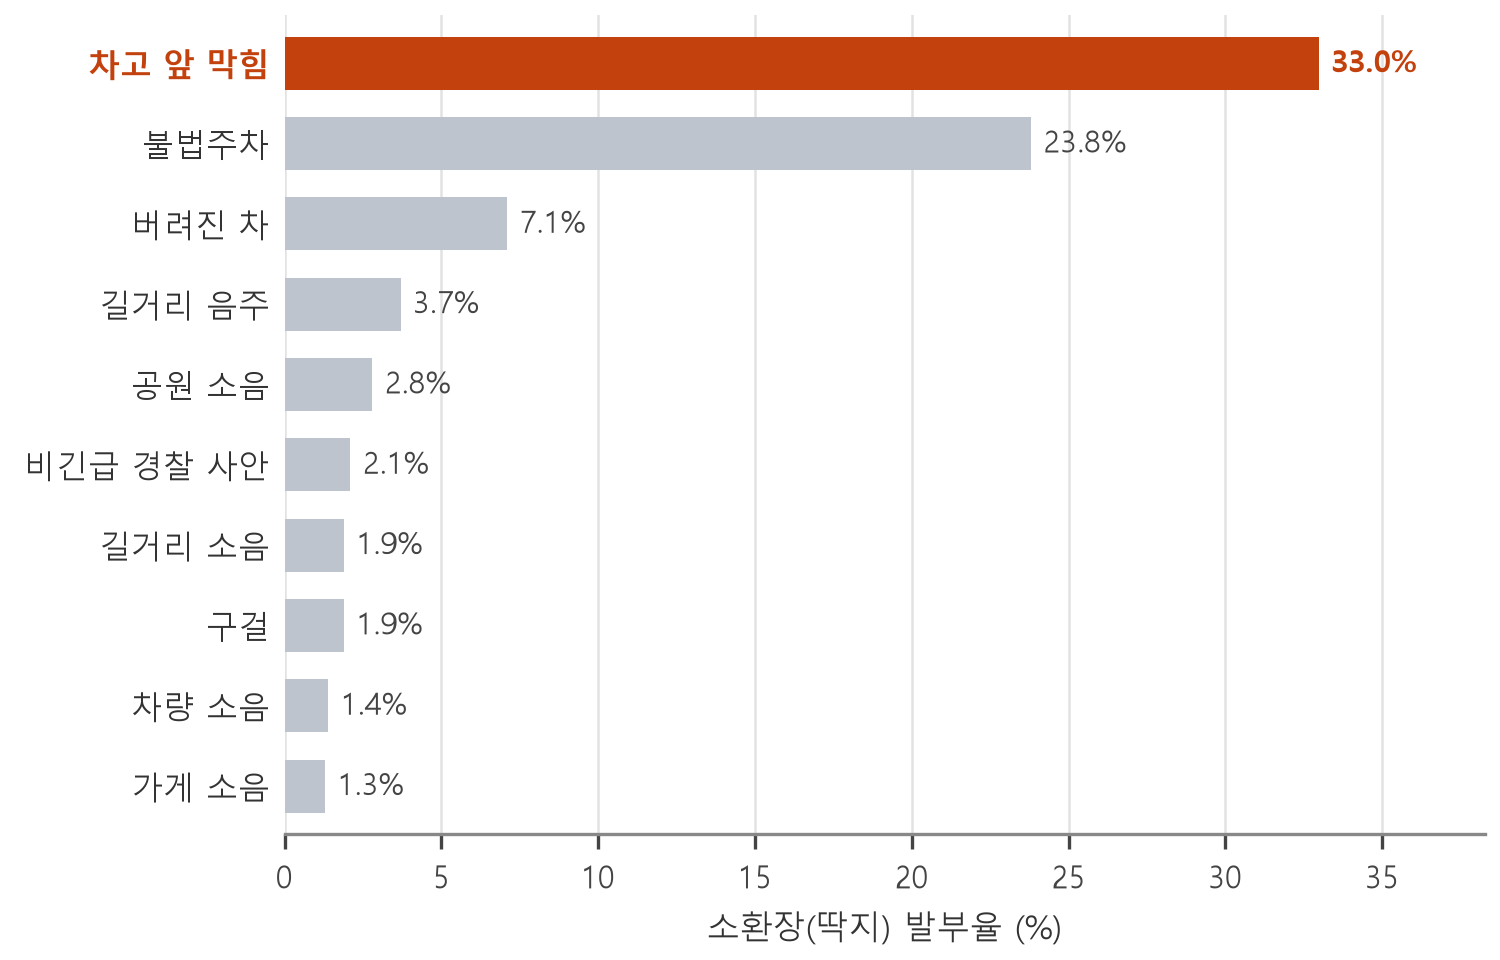 차고 앞 막힘 33.0%
불법주차 23.8%
버려진 차 7.1%
길거리 음주 3.7%
공원 소음 2.8%
비긴급 경찰 사안 2.1%
길거리 소음 1.9%
구걸 1.9%
차량 소음 1.4%
가게 소음 1.3%
0 5 10 15 20 25 30 35
소환장(딱지) 발부율 (%)